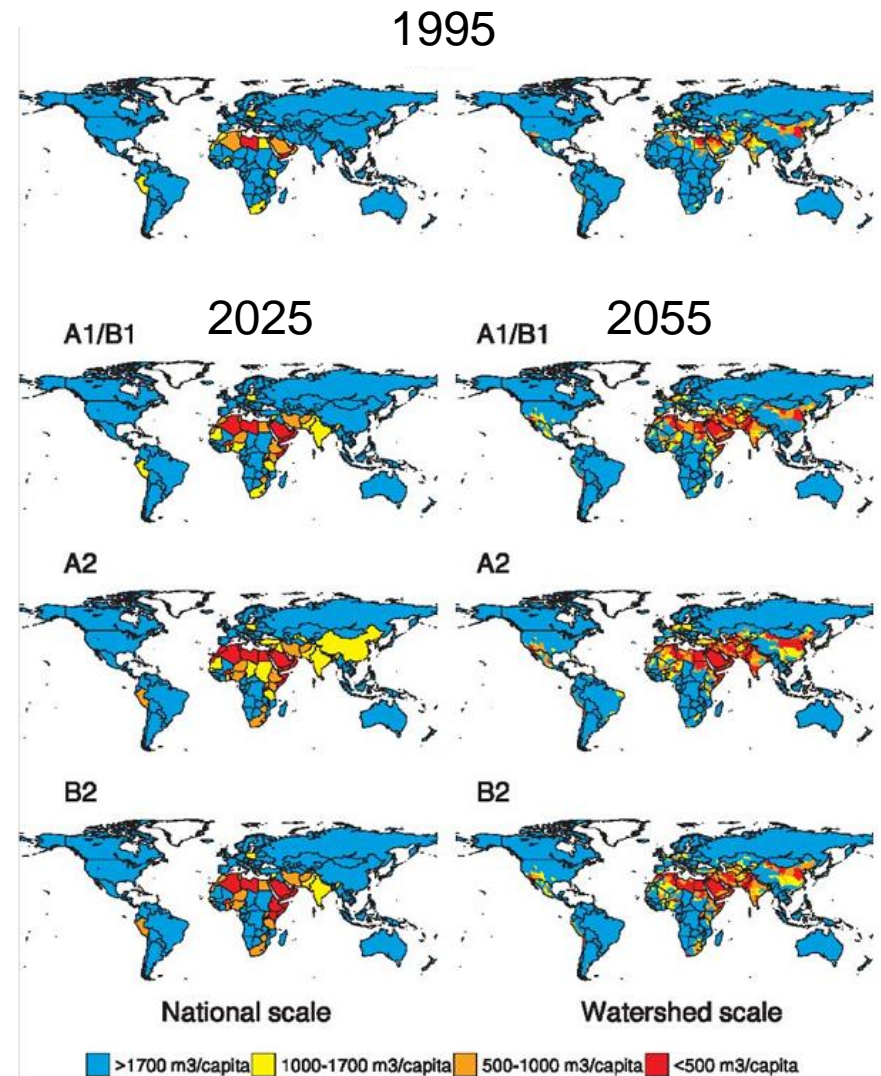 1995
A1/B1 2025 A1/B1 2055
A2 A2
B2 B2
National scale Watershed scale
>1700 m3/capita 1000-1700 m3/capita 500-1000 m3/capita <500 m3/capita